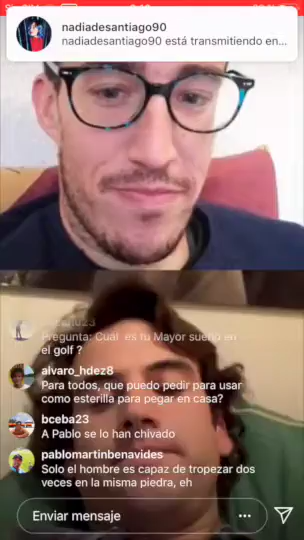 nadiadesantiago90
nadiadesantiago90 está transmitiendo en...
Pregunta: Cual es tu Mayor sueño en
el golf ?
alvaro_hdez8
Para todos, que puedo pedir para usar
como esterilla para pegar en casa?
bceba23
A Pablo se lo han chivado
pablomartinbenavides
Solo el hombre es capaz de tropezar dos
veces en la misma piedra, eh
Enviar mensaje